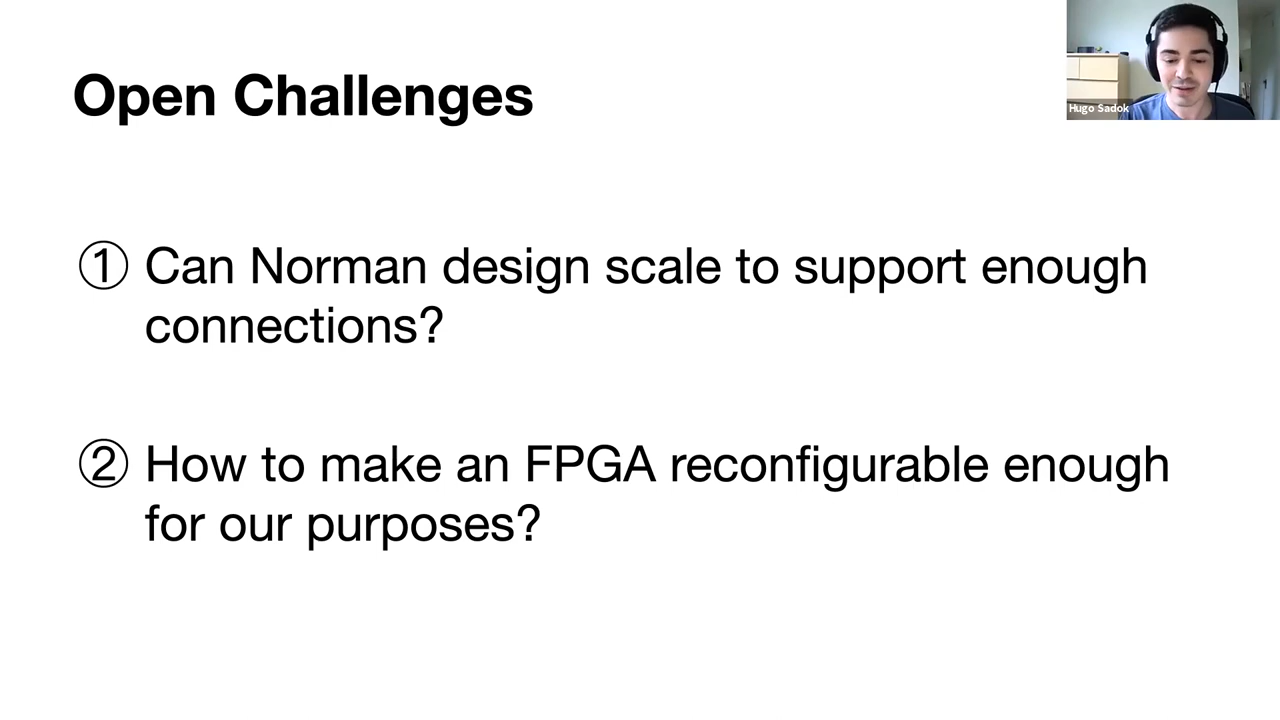 Open Challenges
Hugo Sadok
① Can Norman design scale to support enough
connections?
② How to make an FPGA reconfigurable enough
for our purposes?